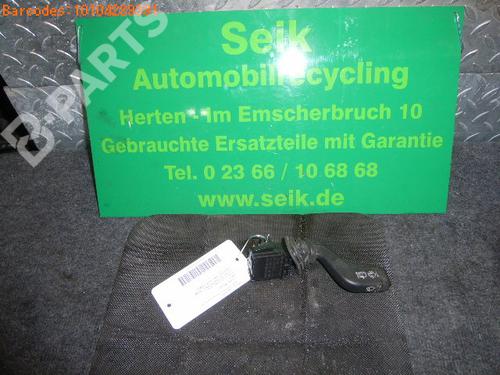 Seik
Automobilrecycling
Herten - Im Emscherbruch 10
Gebrauchte Ersatzteile mit Garantie
Tel. 0 23 66 / 10 68 68
www.seik.de
B-PARTS